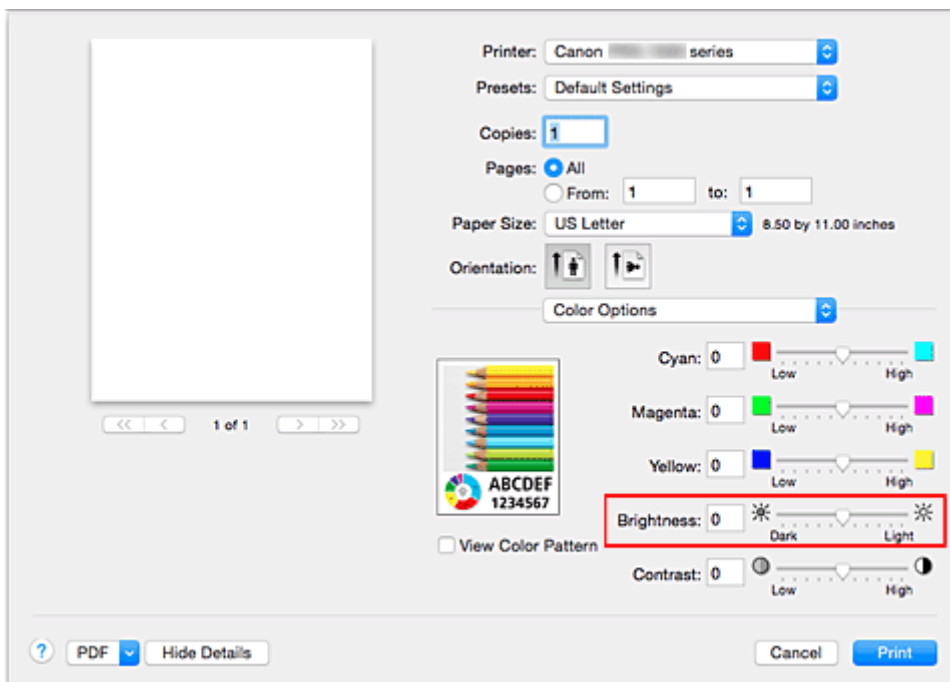 Printer: Canon series
Presets: Default Settings
Copies: 1
Pages: All
From: 1 to: 1
Paper Size: US Letter 8.50 by 11.00 inches
Orientation:
Color Options
Cyan: 0
Low High
Magenta: 0
Low High
Yellow: 0
Low High
ABCDEF
1234567
Brightness: 0
Dark Light
View Color Pattern
Contrast: 0
Low High
<< < 1 of 1 > >>
? PDF Hide Details Cancel Print